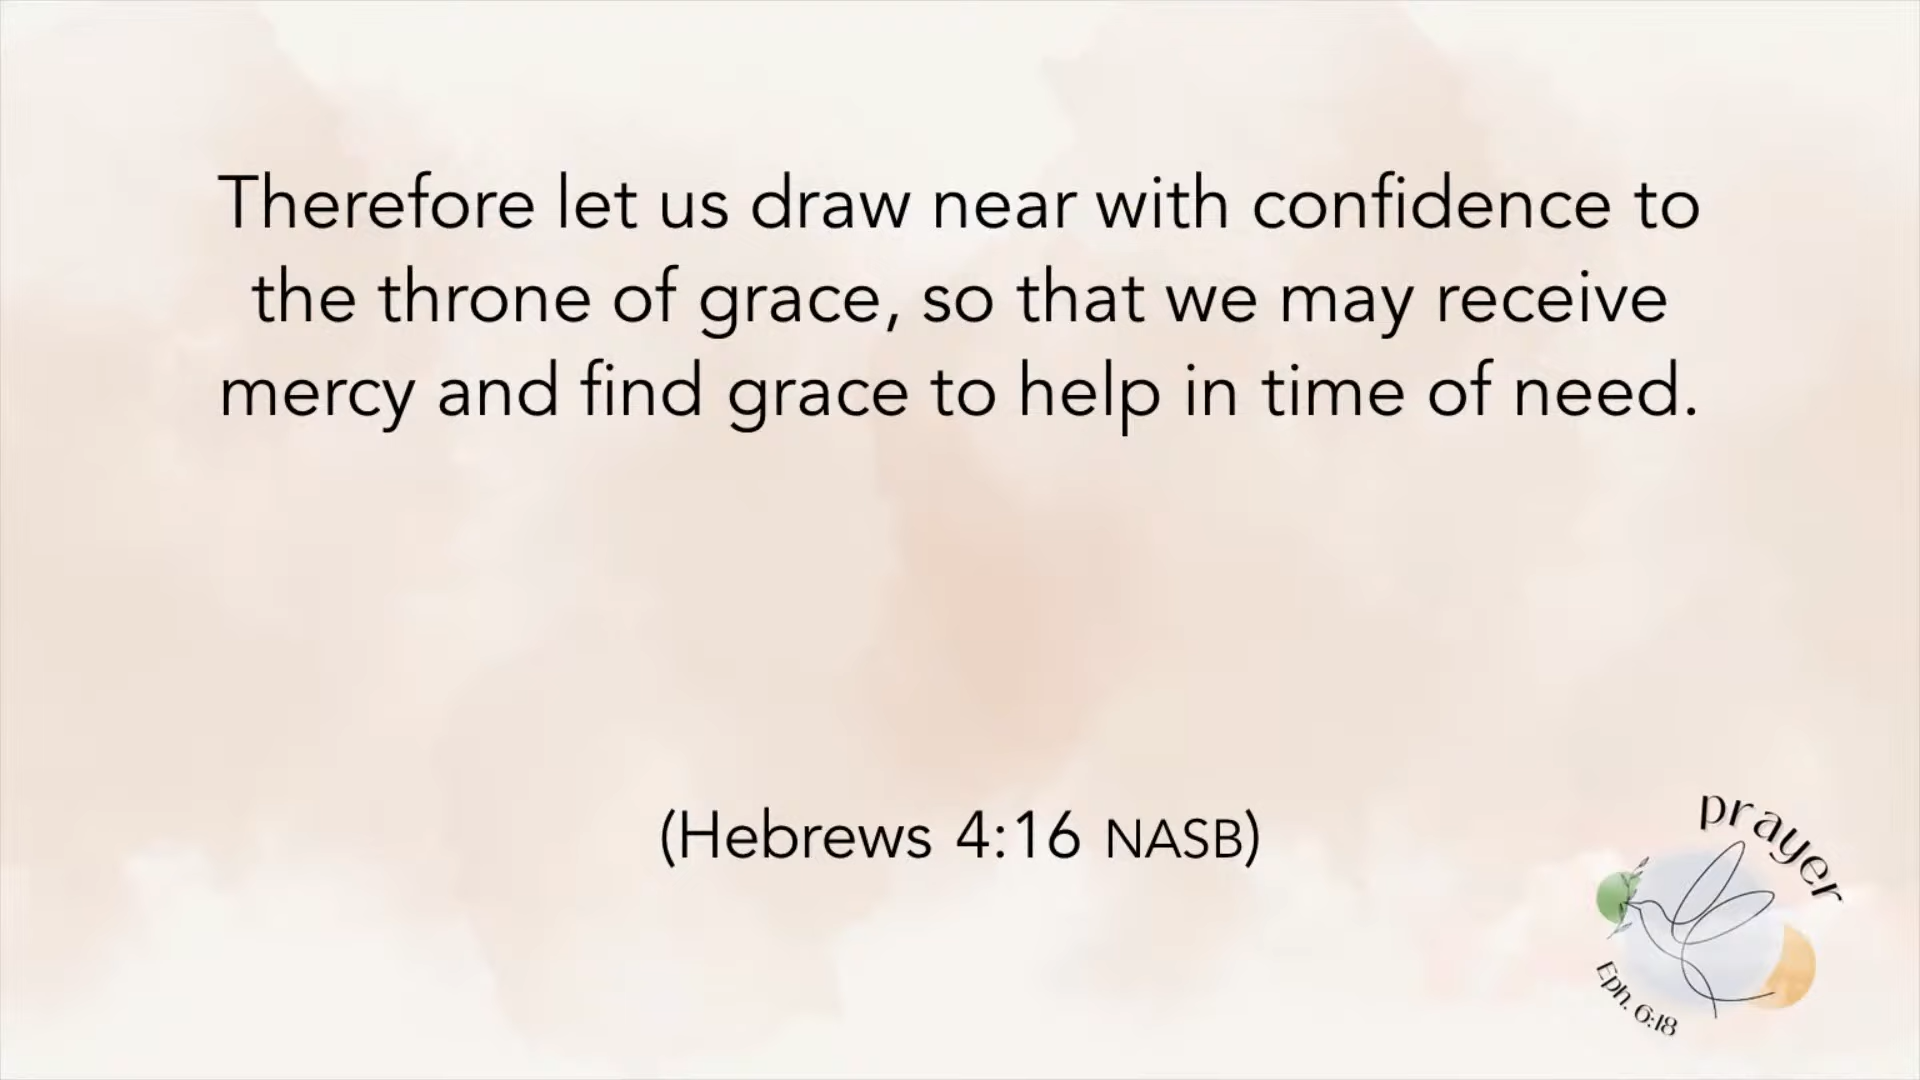 Therefore let us draw near with confidence to
the throne of grace, so that we may receive
mercy and find grace to help in time of need.
(Hebrews 4:16 NASB)
prayer
Eph. 6:18